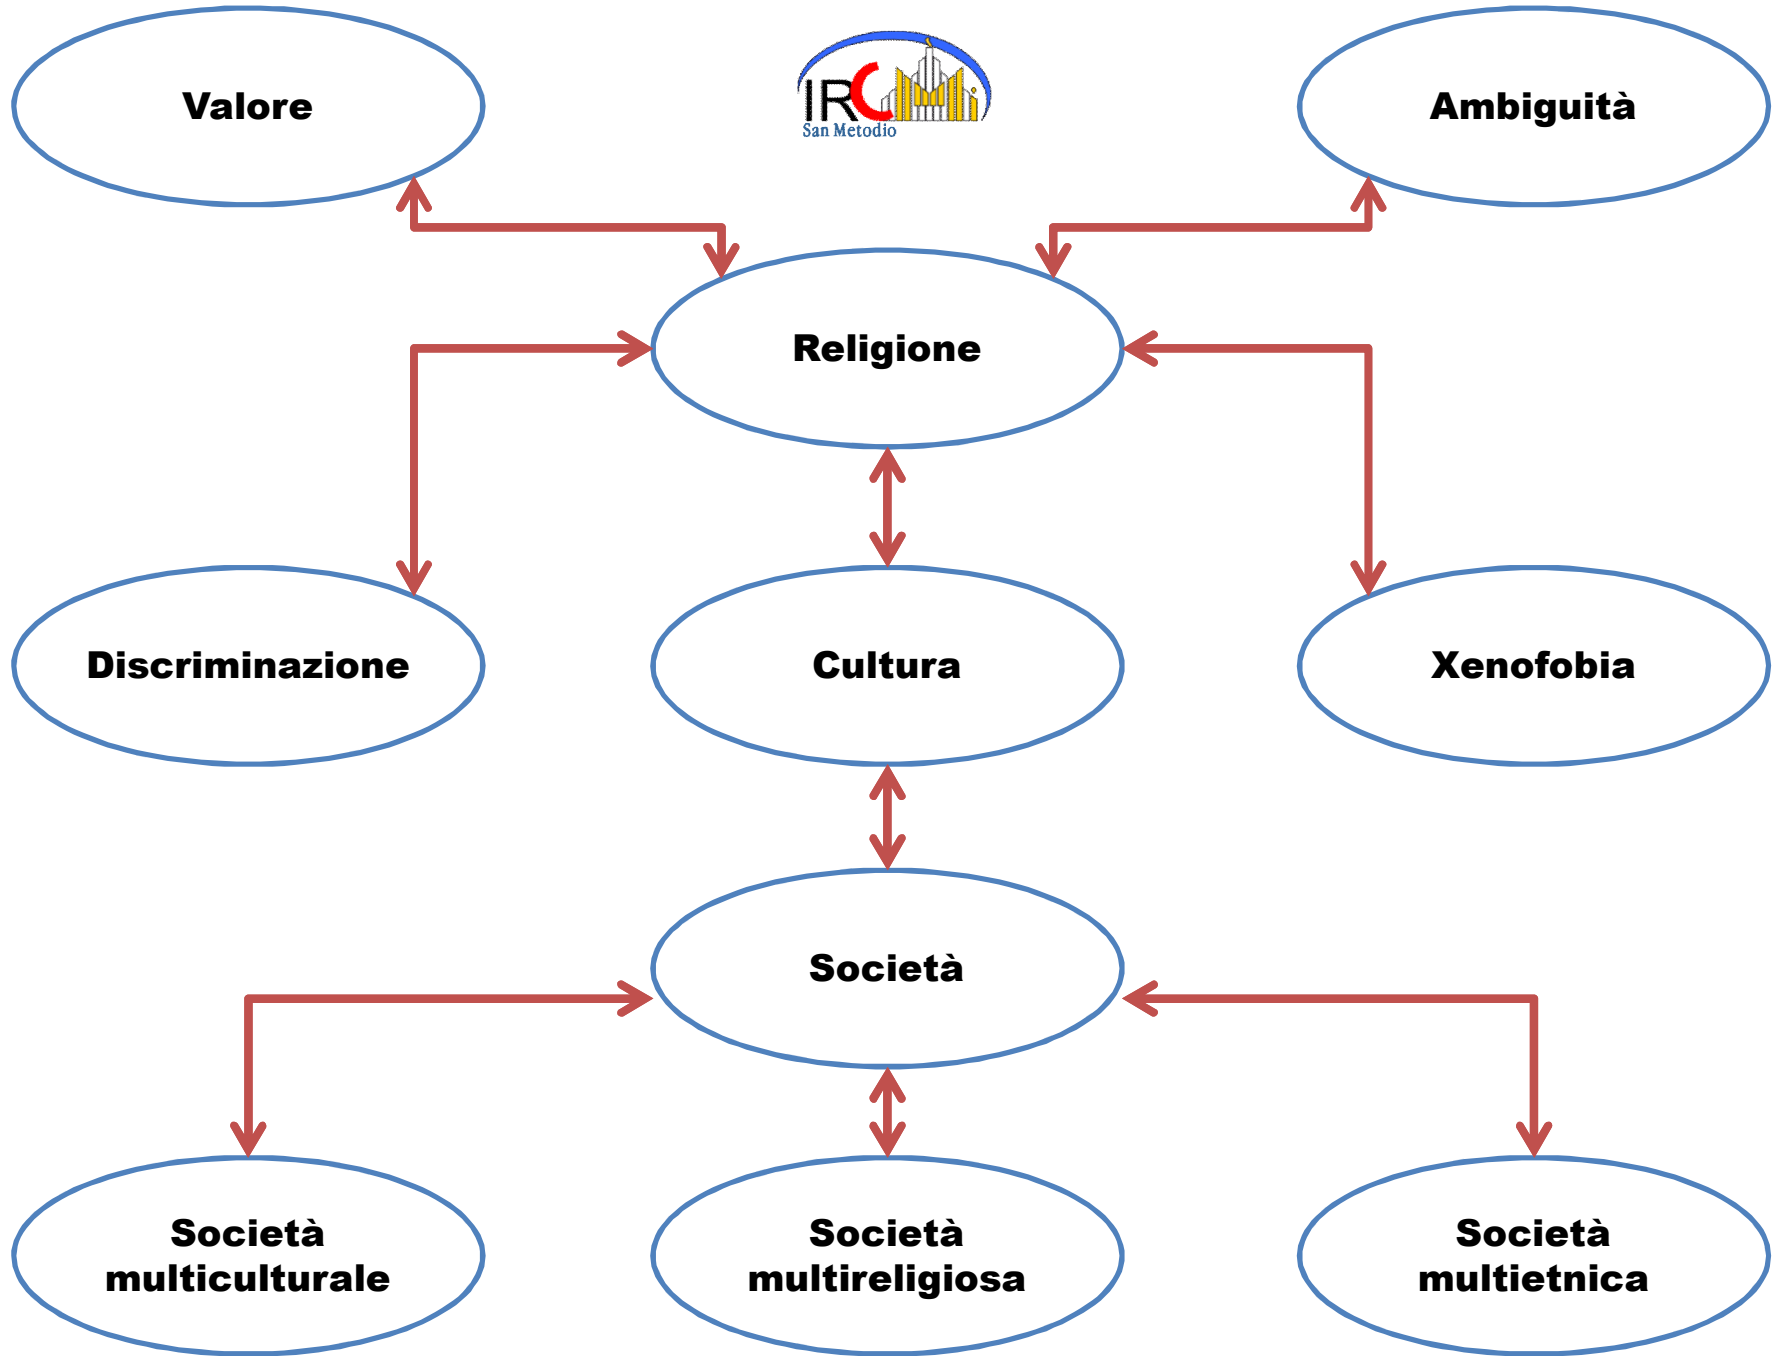 Valore
IRC
San Metodio
Ambiguità
Religione
Discriminazione
Cultura
Xenofobia
Società
Società
multiculturale
Società
multireligiosa
Società
multietnica